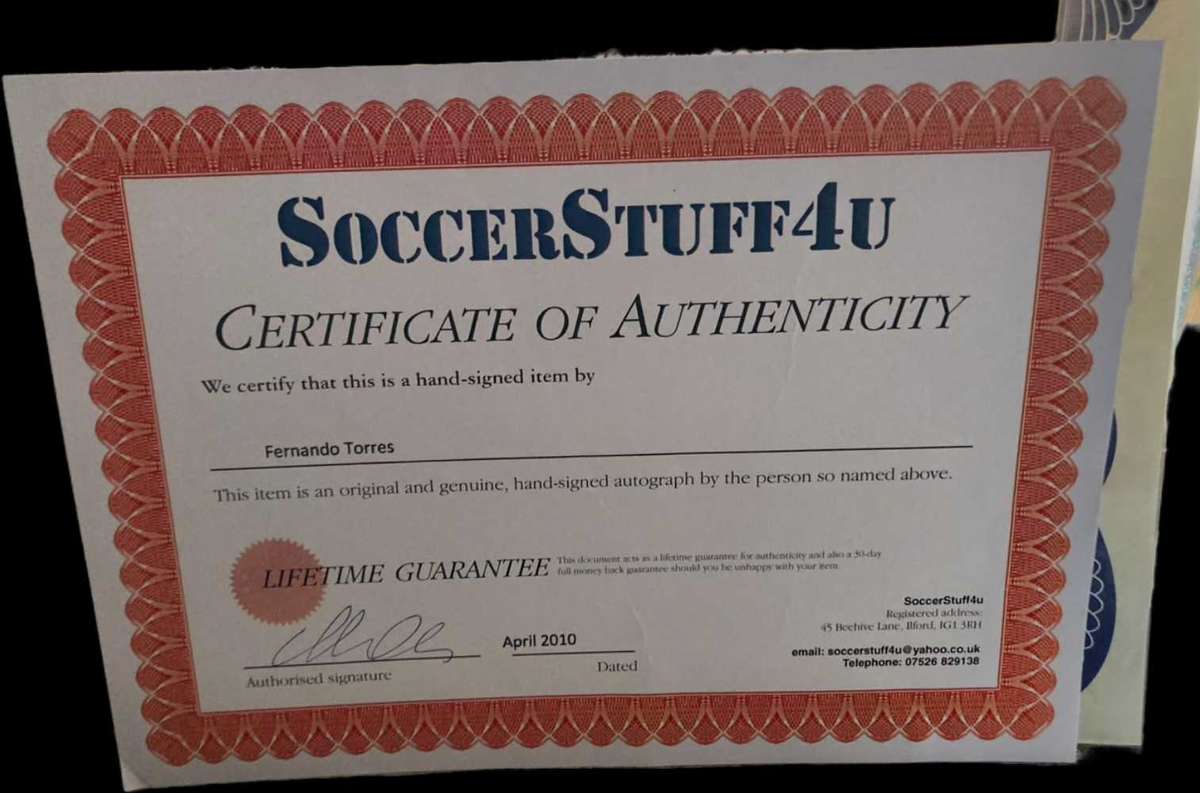 SOCCERSTUFF4U
CERTIFICATE OF AUTHENTICITY
We certify that this is a hand-signed item by
Fernando Torres
This item is an original and genuine, hand-signed autograph by the person so named above.
LIFETIME GUARANTEE
This document acts as a lifetime guarantee for authenticity and also a 30-day
full money back guarantee should you be unhappy with your item.
April 2010
Authorised signature
Dated
SoccerStuff4u
Registered address:
45 Beehive Lane, Ilford, IG1 3RH
email: soccerstuff4u@yahoo.co.uk
Telephone: 07526 829138